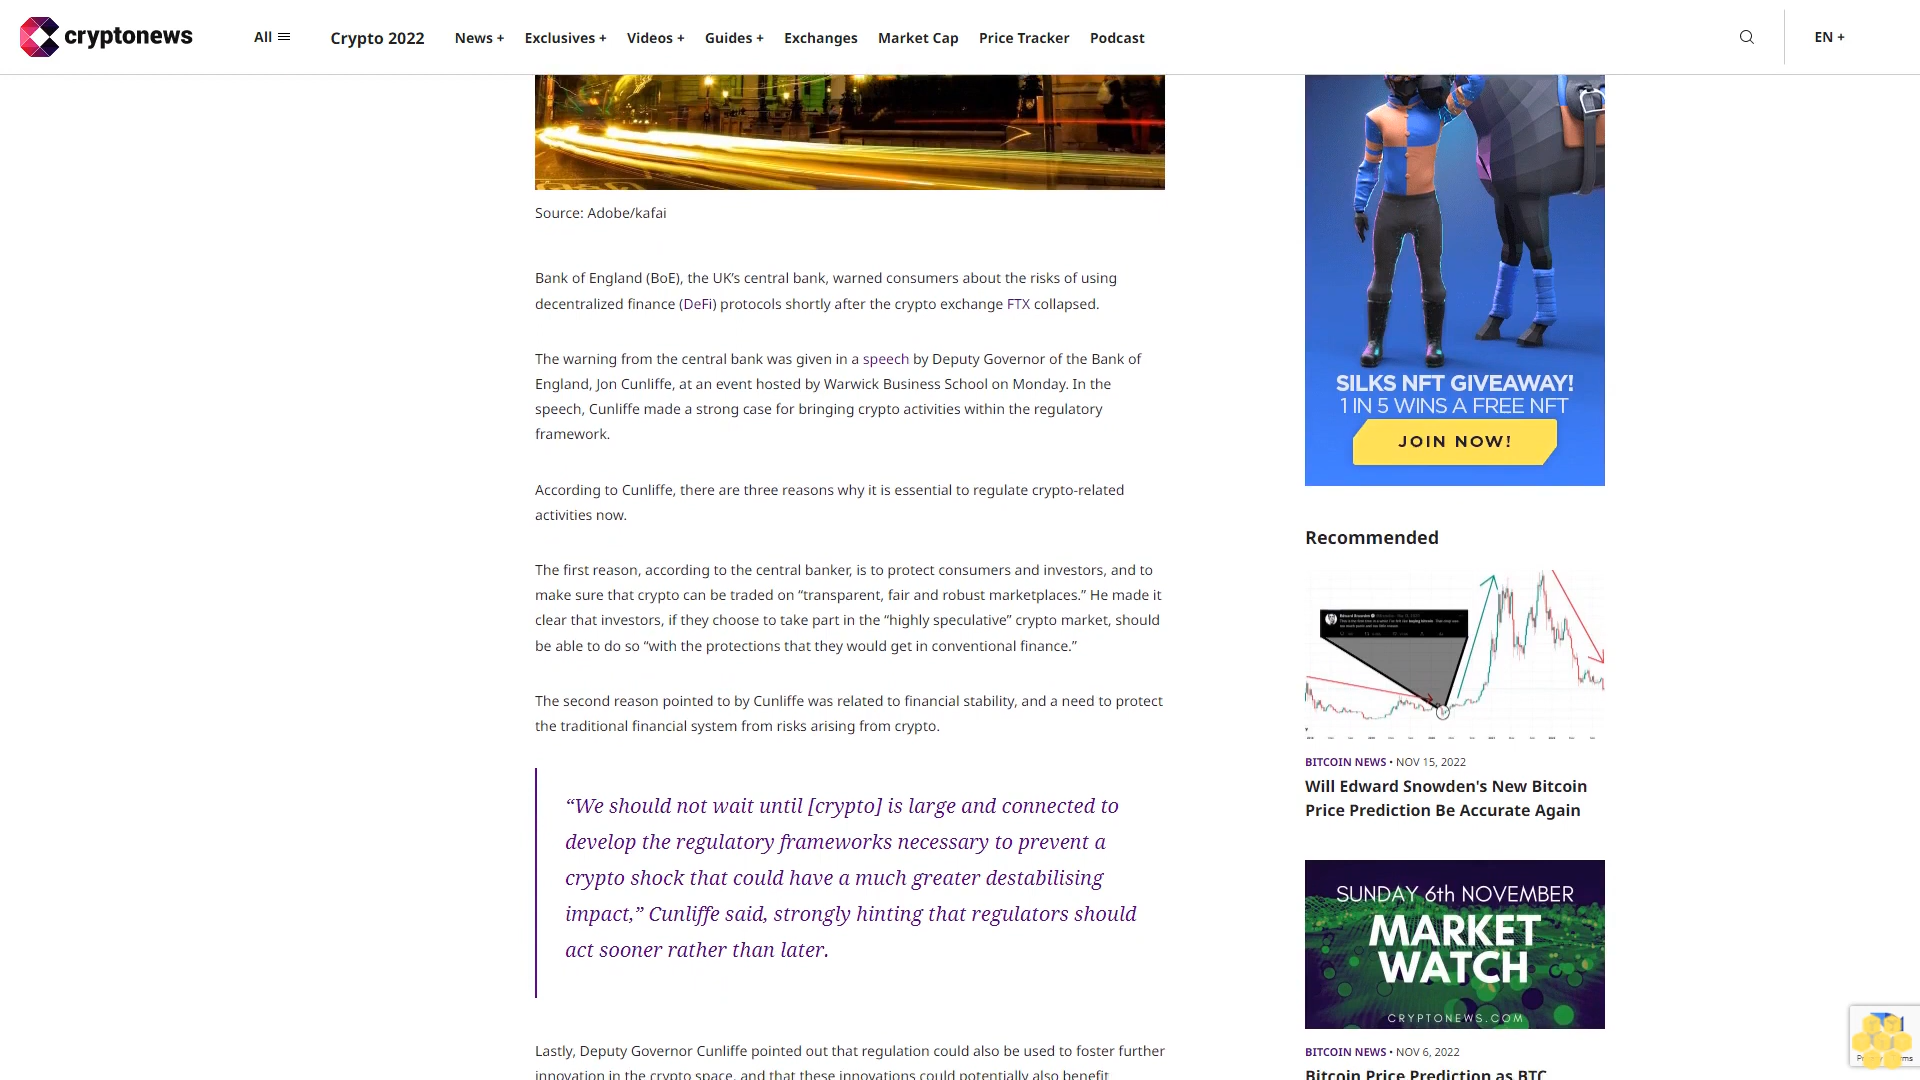 cryptonews
All
Crypto 2022
News +
Exclusives +
Videos +
Guides +
Exchanges
Market Cap
Price Tracker
Podcast
EN +
Source: Adobe/kafai
Bank of England (BoE), the UK’s central bank, warned consumers about the risks of using
decentralized finance (DeFi) protocols shortly after the crypto exchange FTX collapsed.
The warning from the central bank was given in a speech by Deputy Governor of the Bank of
England, Jon Cunliffe, at an event hosted by Warwick Business School on Monday. In the
speech, Cunliffe made a strong case for bringing crypto activities within the regulatory
framework.
According to Cunliffe, there are three reasons why it is essential to regulate crypto-related
activities now.
The first reason, according to the central banker, is to protect consumers and investors, and to
make sure that crypto can be traded on “transparent, fair and robust marketplaces.” He made it
clear that investors, if they choose to take part in the “highly speculative” crypto market, should
be able to do so “with the protections that they would get in conventional finance.”
The second reason pointed to by Cunliffe was related to financial stability, and a need to protect
the traditional financial system from risks arising from crypto.
“We should not wait until [crypto] is large and connected to
develop the regulatory frameworks necessary to prevent a
crypto shock that could have a much greater destabilising
impact,” Cunliffe said, strongly hinting that regulators should
act sooner rather than later.
Lastly, Deputy Governor Cunliffe pointed out that regulation could also be used to foster further
innovation in the crypto space, and that these innovations could potentially also benefit
SILKS NFT GIVEAWAY!
1 IN 5 WINS A FREE NFT
JOIN NOW!
Recommended
BITCOIN NEWS • NOV 15, 2022
Will Edward Snowden's New Bitcoin
Price Prediction Be Accurate Again
SUNDAY 6th NOVEMBER
MARKET
WATCH
CRYPTONEWS.COM
BITCOIN NEWS • NOV 6, 2022
Bitcoin Price Prediction as BTC